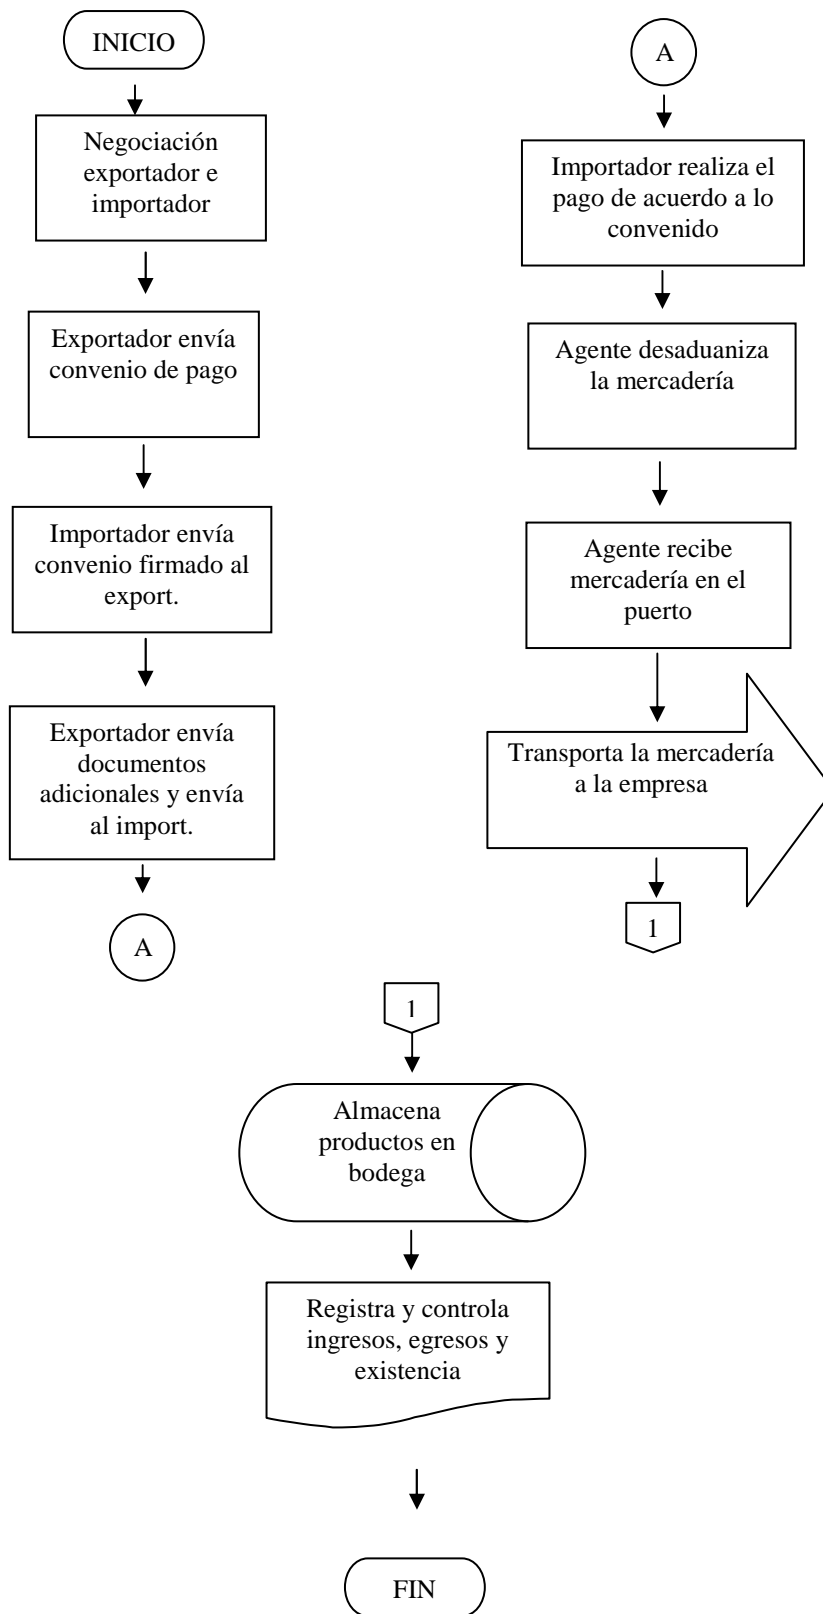 INICIO
Negociación
exportador e
importador
Exportador envía
convenio de pago
Importador envía
convenio firmado al
export.
Exportador envía
documentos
adicionales y envía
al import.
A
A
Importador realiza el
pago de acuerdo a lo
convenido
Agente desaduaniza
la mercadería
Agente recibe
mercadería en el
puerto
Transporta la mercadería
a la empresa
1
1
Almacena
productos en
bodega
Registra y controla
ingresos, egresos y
existencia
FIN